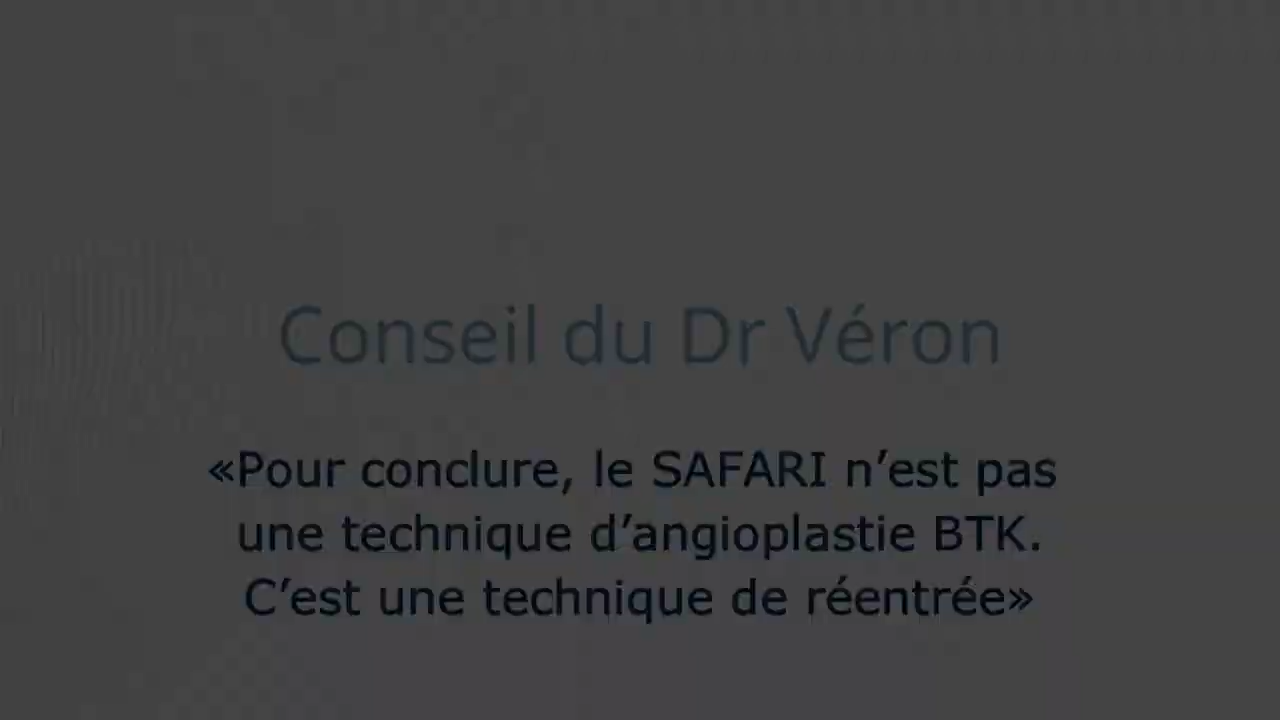 Conseil du Dr Véron
«Pour conclure, le SAFARI n’est pas
une technique d’angioplastie BTK.
C’est une technique de réentrée»